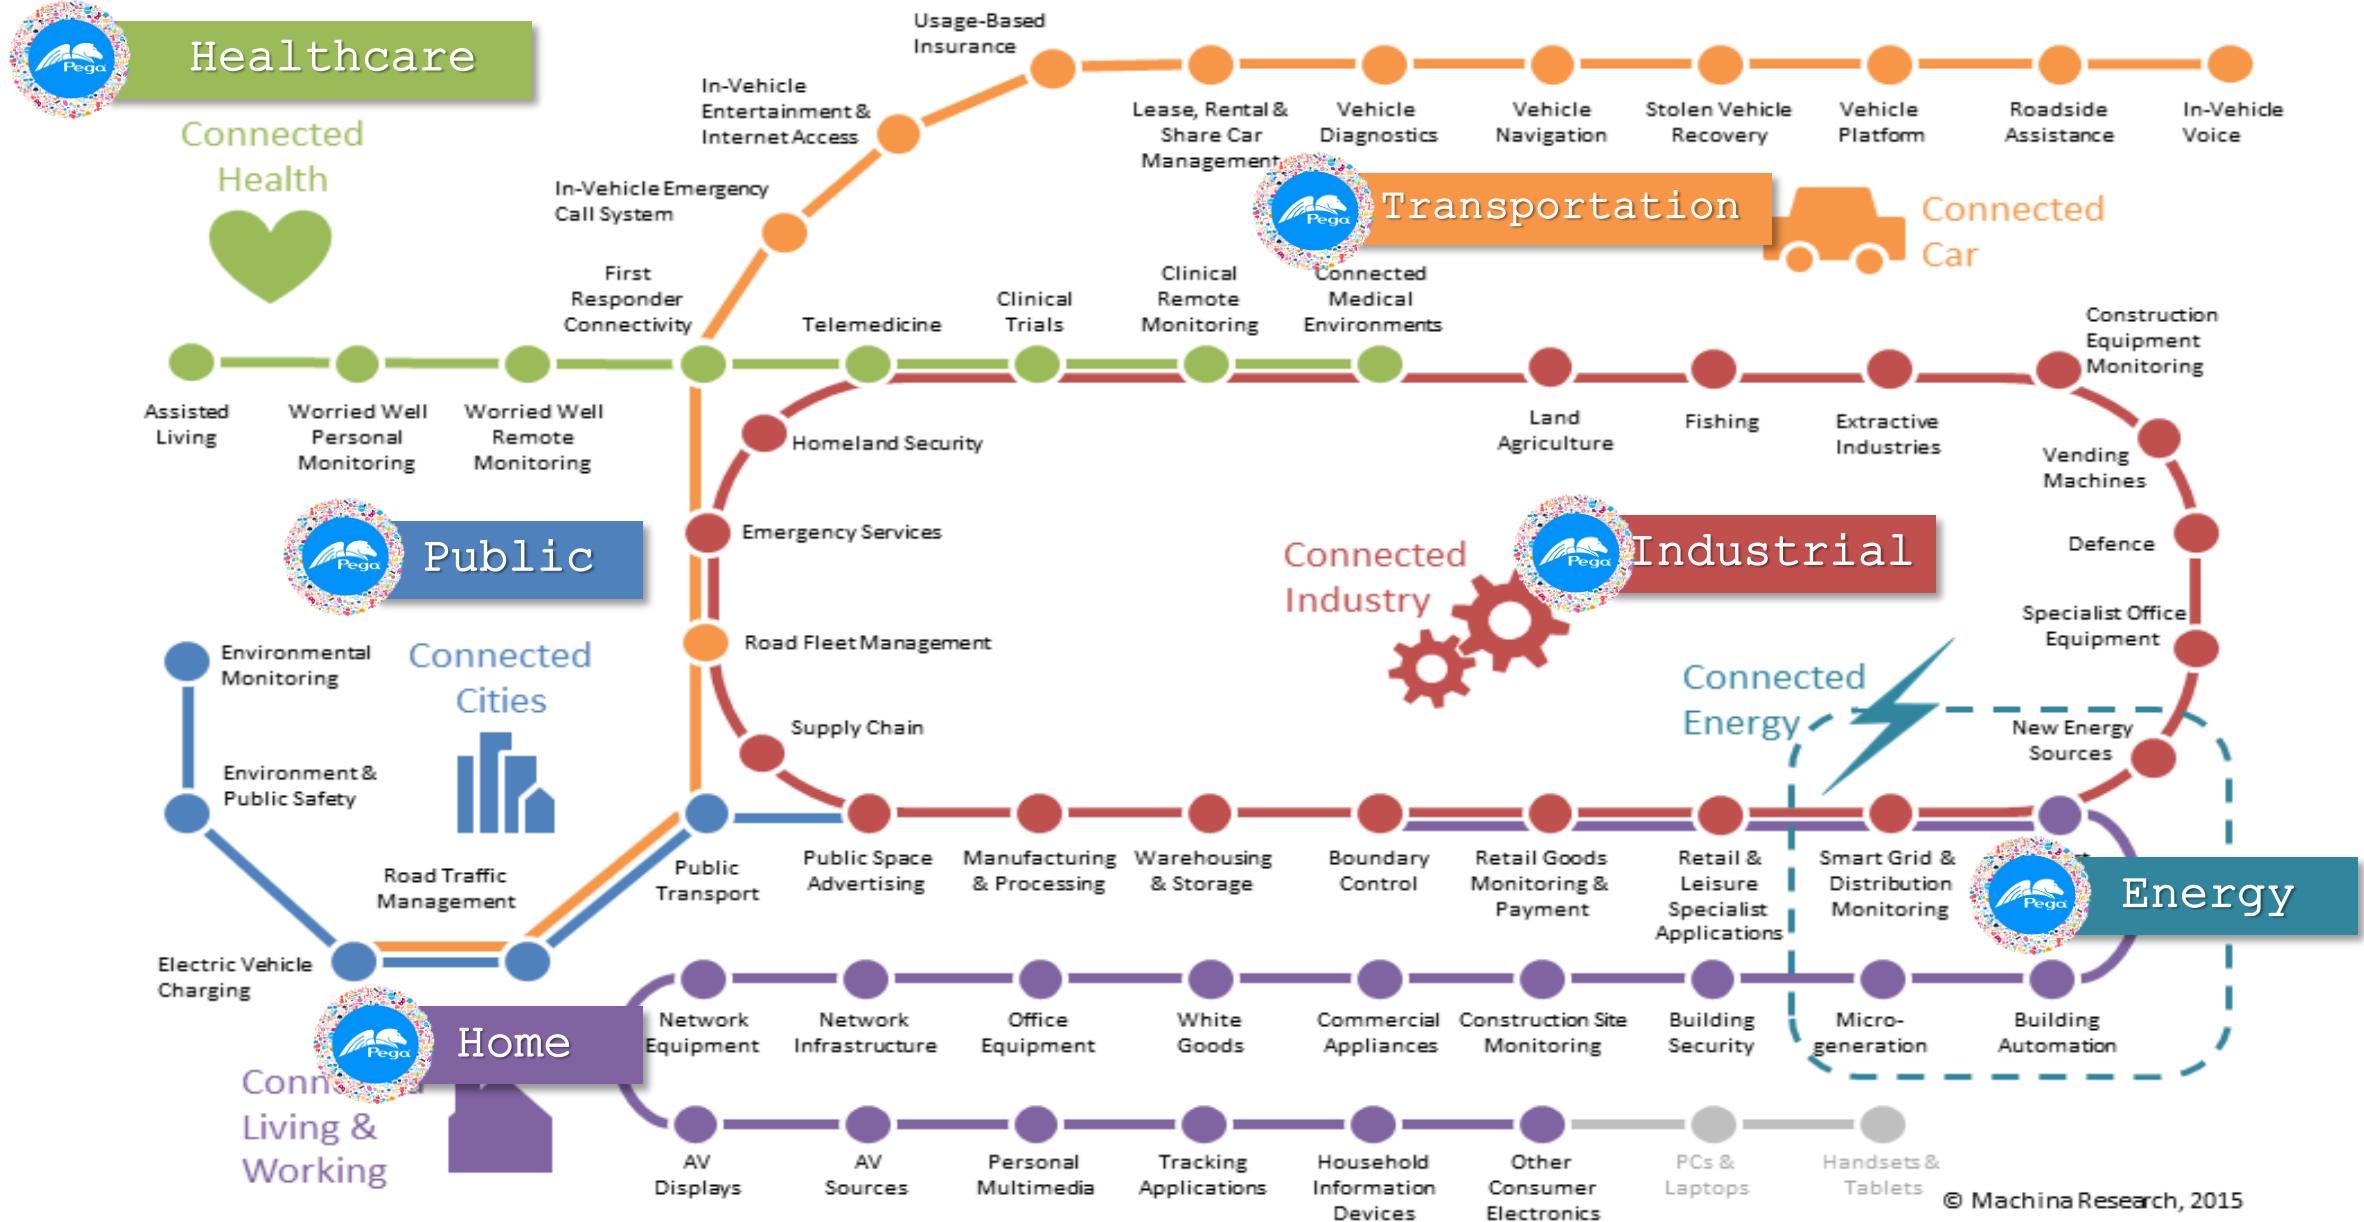 Healthcare
Pega
Connected
Health
Usage-Based
Insurance
In-Vehicle
Entertainment &
Internet Access
In-Vehicle Emergency
Call System
Lease, Rental &
Share Car
Management
Vehicle
Diagnostics
Vehicle
Navigation
Stolen Vehicle
Recovery
Vehicle
Platform
Roadside
Assistance
In-Vehicle
Voice
Pega
Transportation
Connected
Car
First
Responder
Connectivity
Telemedicine
Clinical
Trials
Clinical
Remote
Monitoring
Connected
Medical
Environments
Construction
Equipment
Monitoring
Assisted
Living
Worried Well
Personal
Monitoring
Worried Well
Remote
Monitoring
Homeland Security
Land
Agriculture
Fishing
Extractive
Industries
Vending
Machines
Pega
Public
Emergency Services
Connected
Industry
Pega
Industrial
Defence
Specialist Office
Equipment
Environmental
Monitoring
Connected
Cities
Road Fleet Management
Connected
Energy
Supply Chain
New Energy
Sources
Environment &
Public Safety
Road Traffic
Management
Public
Transport
Public Space
Advertising
Manufacturing
& Processing
Warehousing
& Storage
Boundary
Control
Retail Goods
Monitoring &
Payment
Retail &
Leisure
Specialist
Applications
Smart Grid &
Distribution
Monitoring
Pega
Energy
Electric Vehicle
Charging
Pega
Home
Network
Equipment
Network
Infrastructure
Office
Equipment
White
Goods
Commercial
Appliances
Construction Site
Monitoring
Building
Security
Micro-
generation
Building
Automation
Living &
Working
AV
Displays
AV
Sources
Personal
Multimedia
Tracking
Applications
Household
Information
Devices
Other
Consumer
Electronics
PCs &
Laptops
Handsets &
Tablets
© Machina Research, 2015